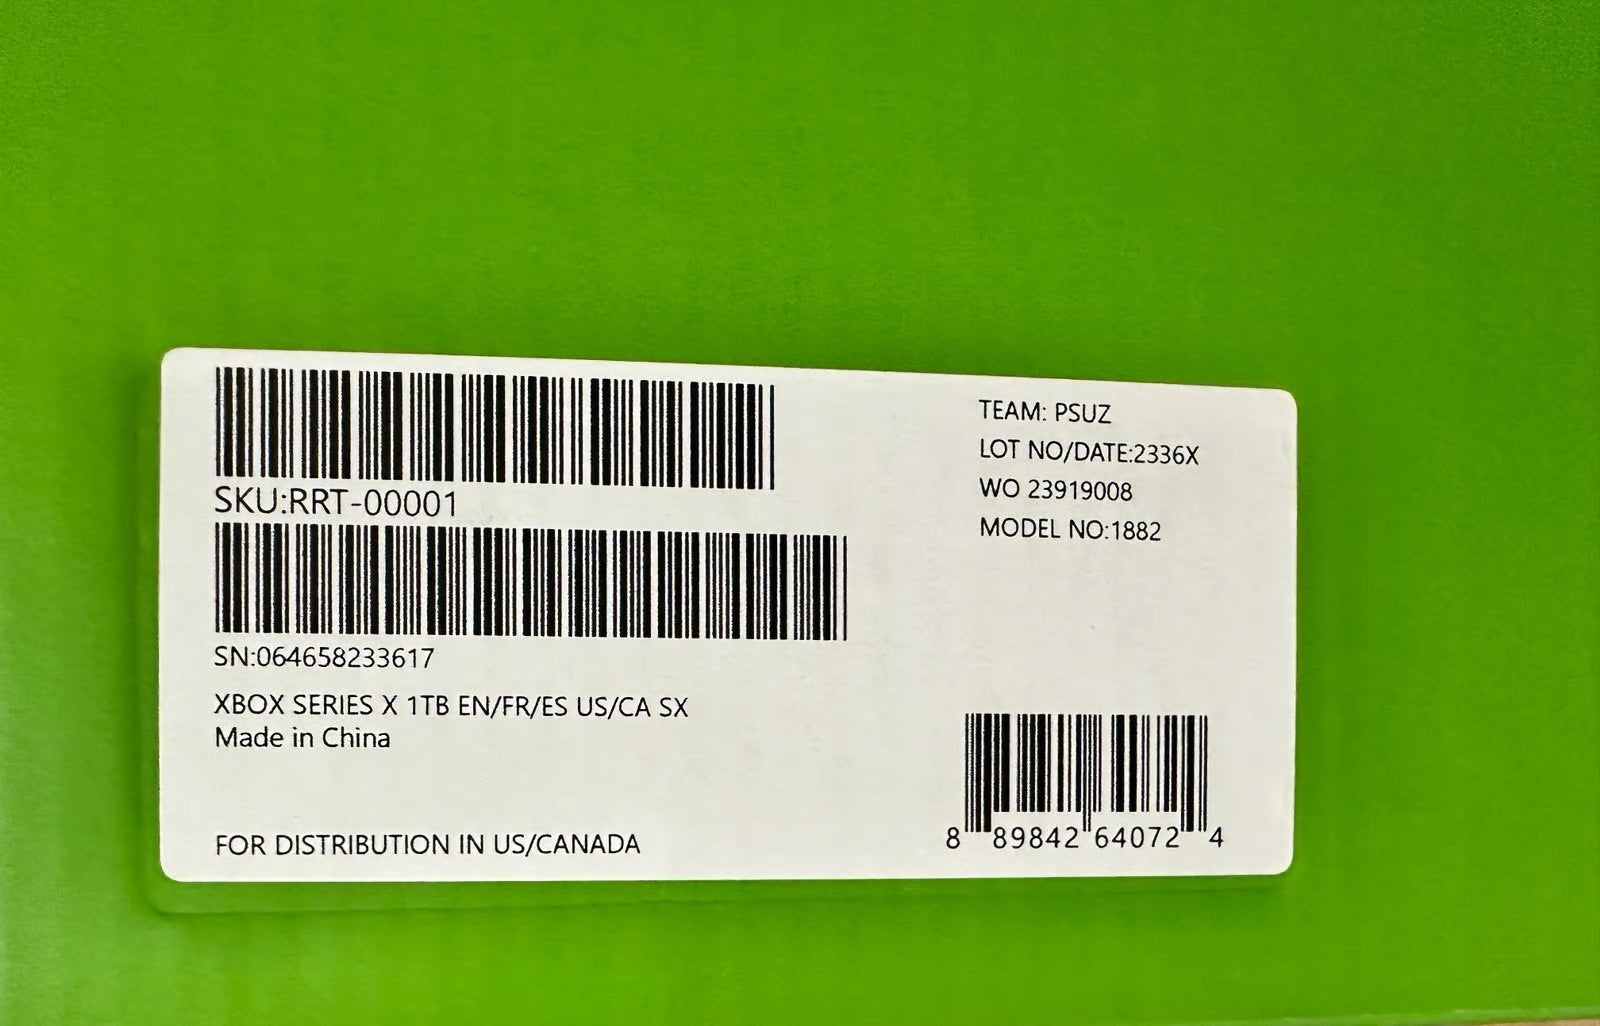 SKU:RRT-00001
SN:064658233617
XBOX SERIES X 1TB EN/FR/ES US/CA SX
Made in China
FOR DISTRIBUTION IN US/CANADA
TEAM: PSUZ
LOT NO/DATE:2336X
WO 23919008
MODEL NO:1882
8 89842 64072 4